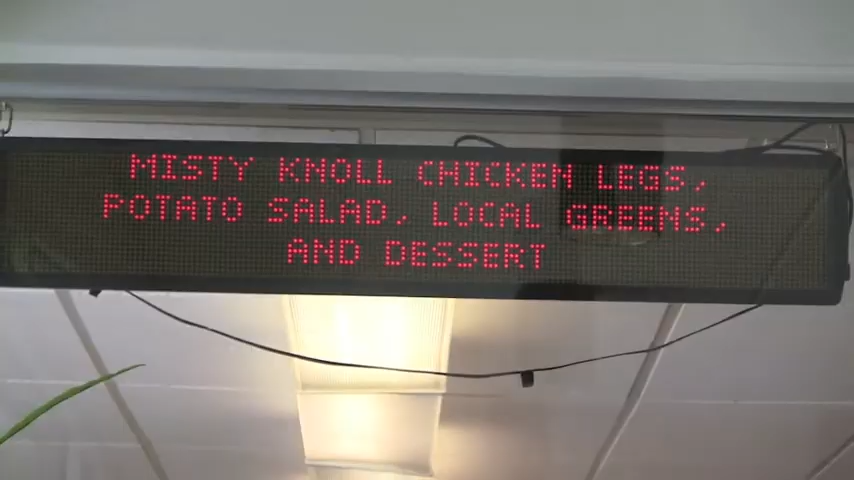 MISTY KNOLL CHICKEN LEGS,
POTATO SALAD, LOCAL GREENS,
AND DESSERT